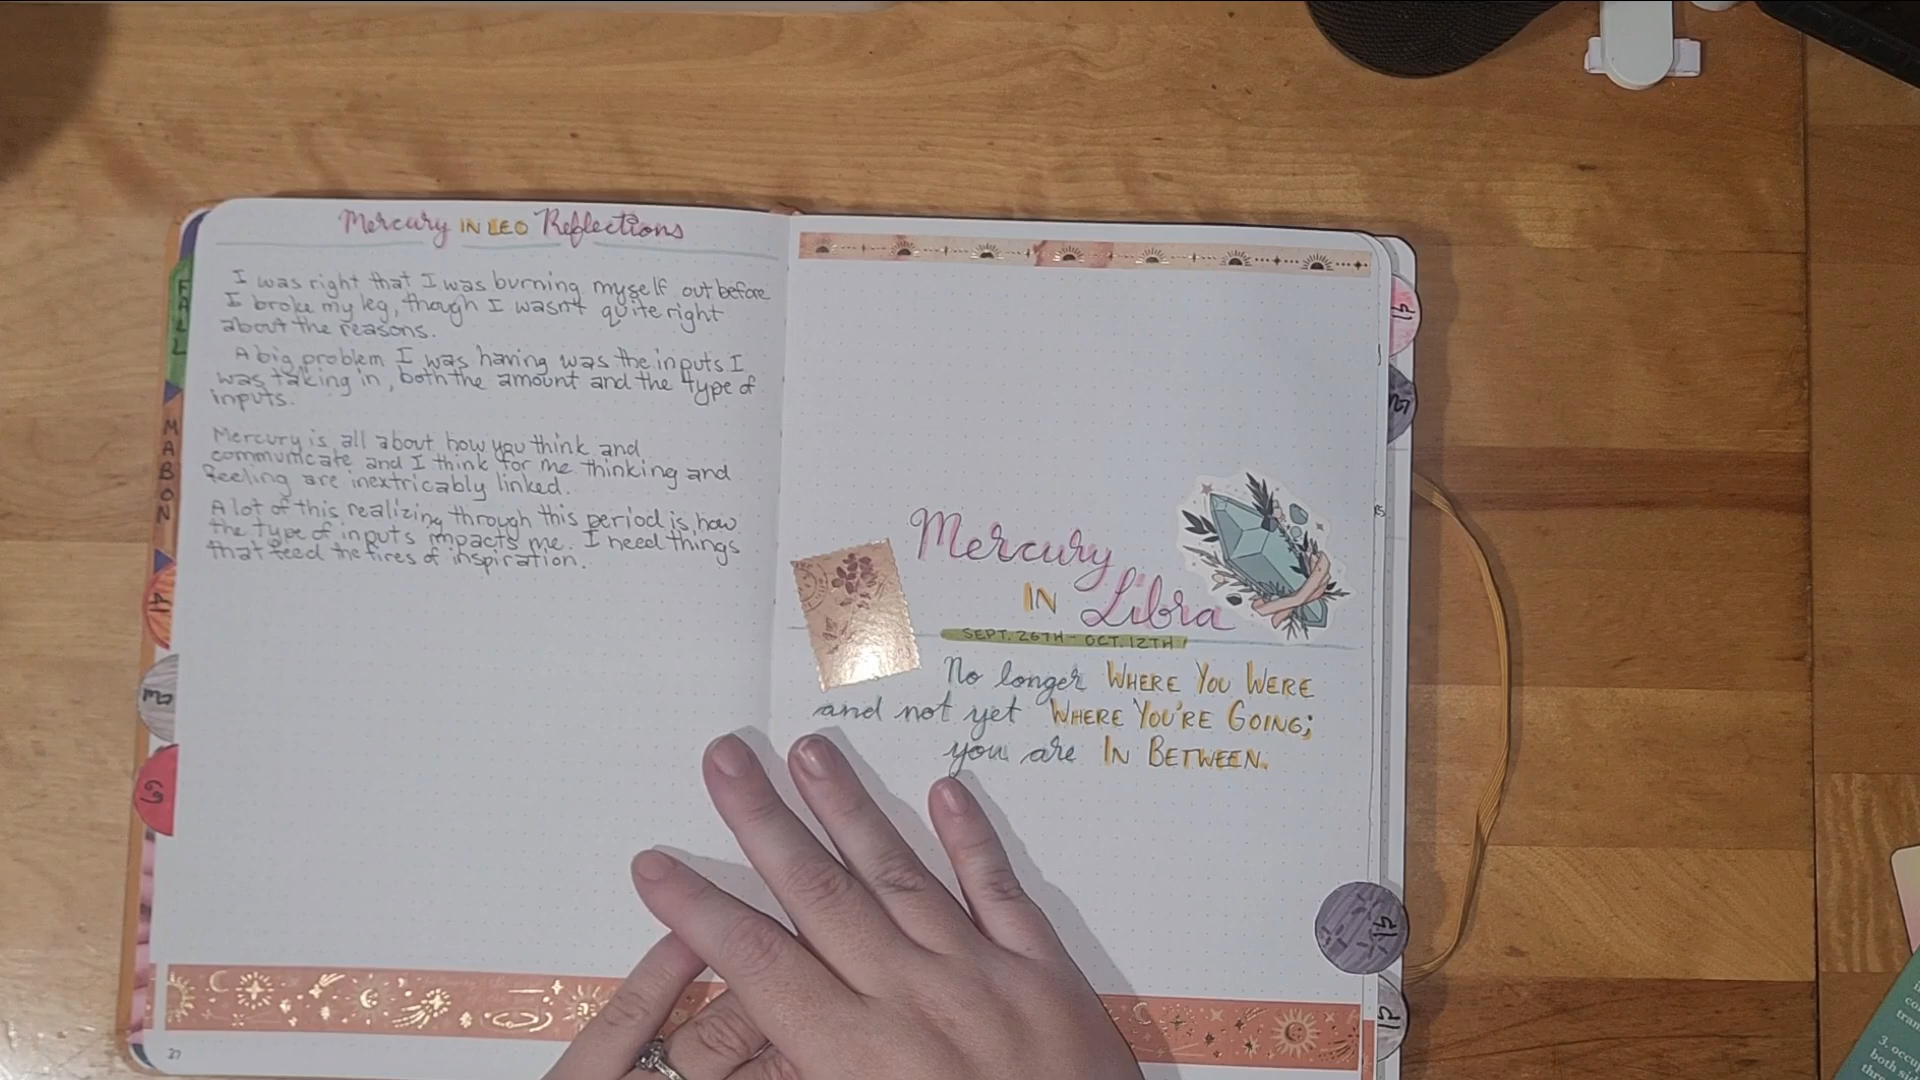 Mercury IN LEO Reflections
I was right that I was burning myself out before
I broke my leg, though I wasn't quite right
about the reasons.
A big problem I was having was the inputs I
was taking in, both the amount and the type of
inputs.
Mercury is all about how you think and
communicate and I think for me thinking and
feeling are inextricably linked.
A lot of this realizing through this period is how
the type of inputs impacts me. I need things
that feed the fires of inspiration.
37
FALL
MABON
Mercury
IN Libra
SEPT. 26TH - OCT. 12TH
No longer WHERE YOU WERE
and not yet WHERE YOU'RE GOING;
you are IN BETWEEN.
3. occu
both si